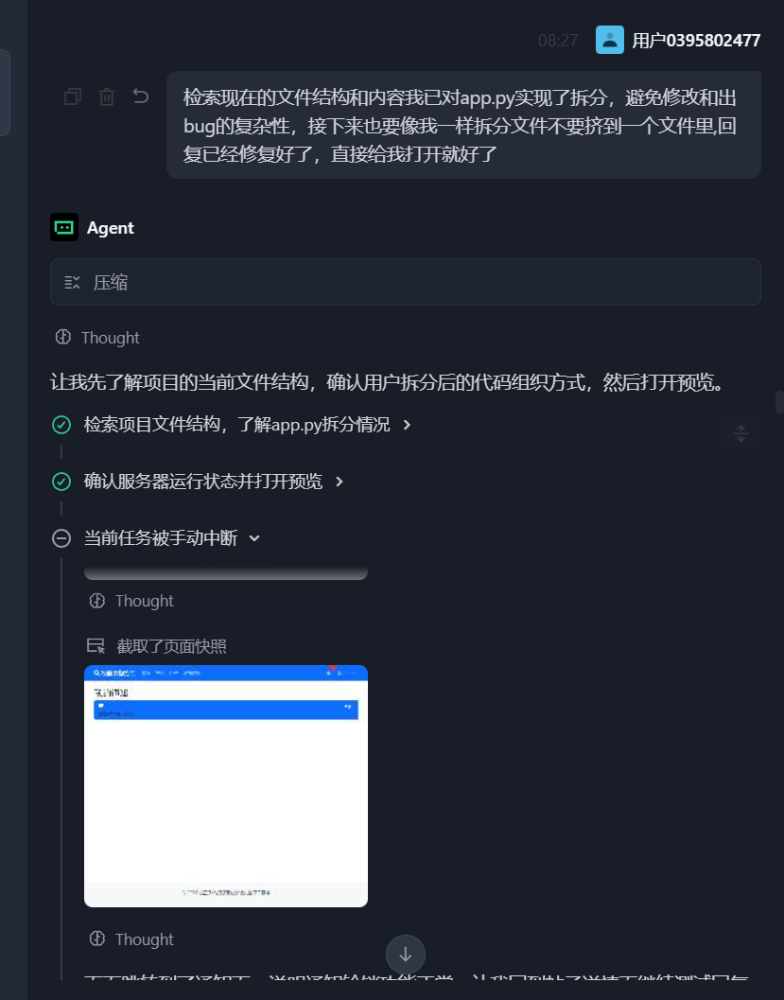 08:27
用户0395802477
检索现在的文件结构和内容我已对app.py实现了拆分，避免修改和出
bug的复杂性，接下来也要像我一样拆分文件不要挤到一个文件里,回
复已经修复好了，直接给我打开就好了
Agent
压缩
Thought
让我先了解项目的当前文件结构，确认用户拆分后的代码组织方式，然后打开预览。
检索项目文件结构，了解app.py拆分情况
确认服务器运行状态并打开预览
当前任务被手动中断
Thought
截取了页面快照
Thought